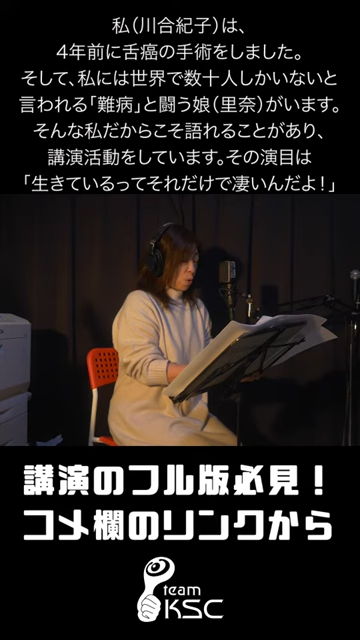 私（川合紀子）は、
4年前に舌癌の手術をしました。
そして、私には世界で数十人しかいないと
言われる「難病」と闘う娘（里奈）がいます。
そんな私だからこそ語れることがあり、
講演活動をしています。その演目は
「生きているってそれだけで凄いんだよ！」
講演のフル版必見！
コメ欄のリンクから
team
KSC